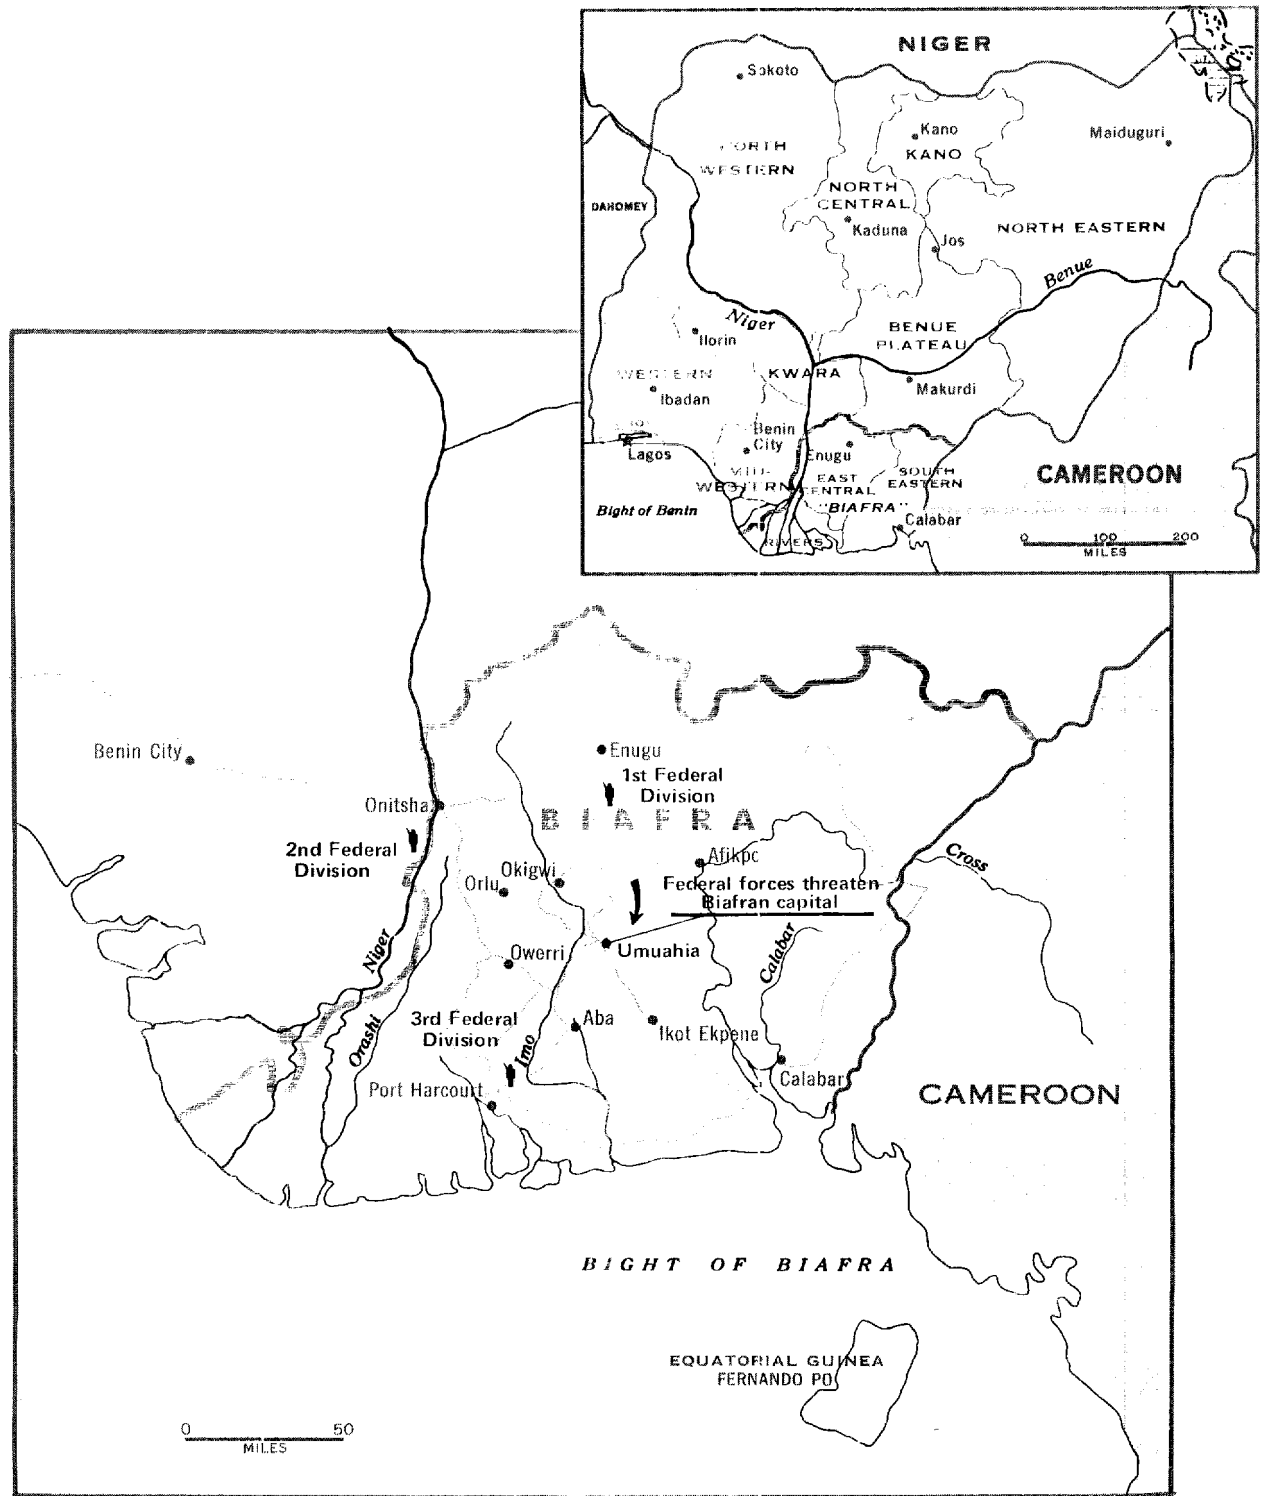 NIGER
Sokoto
Kano
KANO
Maiduguri
NORTH
WESTERN
NORTH
CENTRAL
DAHOMEY
Kaduna
NORTH EASTERN
Jos
Benue
Niger
BENUE
PLATEAU
Ilorin
WESTERN
KWARA
Ibadan
Makurdi
Benin
City
Lagos
Enugu
MID-
WESTERN
EAST
CENTRAL
SOUTH
EASTERN
CAMEROON
Bight of Benin
"BIAFRA"
Calabar
RIVERS
0 100 200
MILES
Benin City
Enugu
1st Federal
Division
Onitsha
BIAFRA
2nd Federal
Division
Afikpo
Cross
Okigwi
Orlu
Federal forces threaten
Biafran capital
Umuahia
Owerri
Calabar
Niger
3rd Federal
Division
Aba
Ikot Ekpene
Orashi
Imo
Port Harcourt
Calabar
CAMEROON
BIGHT OF BIAFRA
EQUATORIAL GUINEA
FERNANDO PO
0 50
MILES